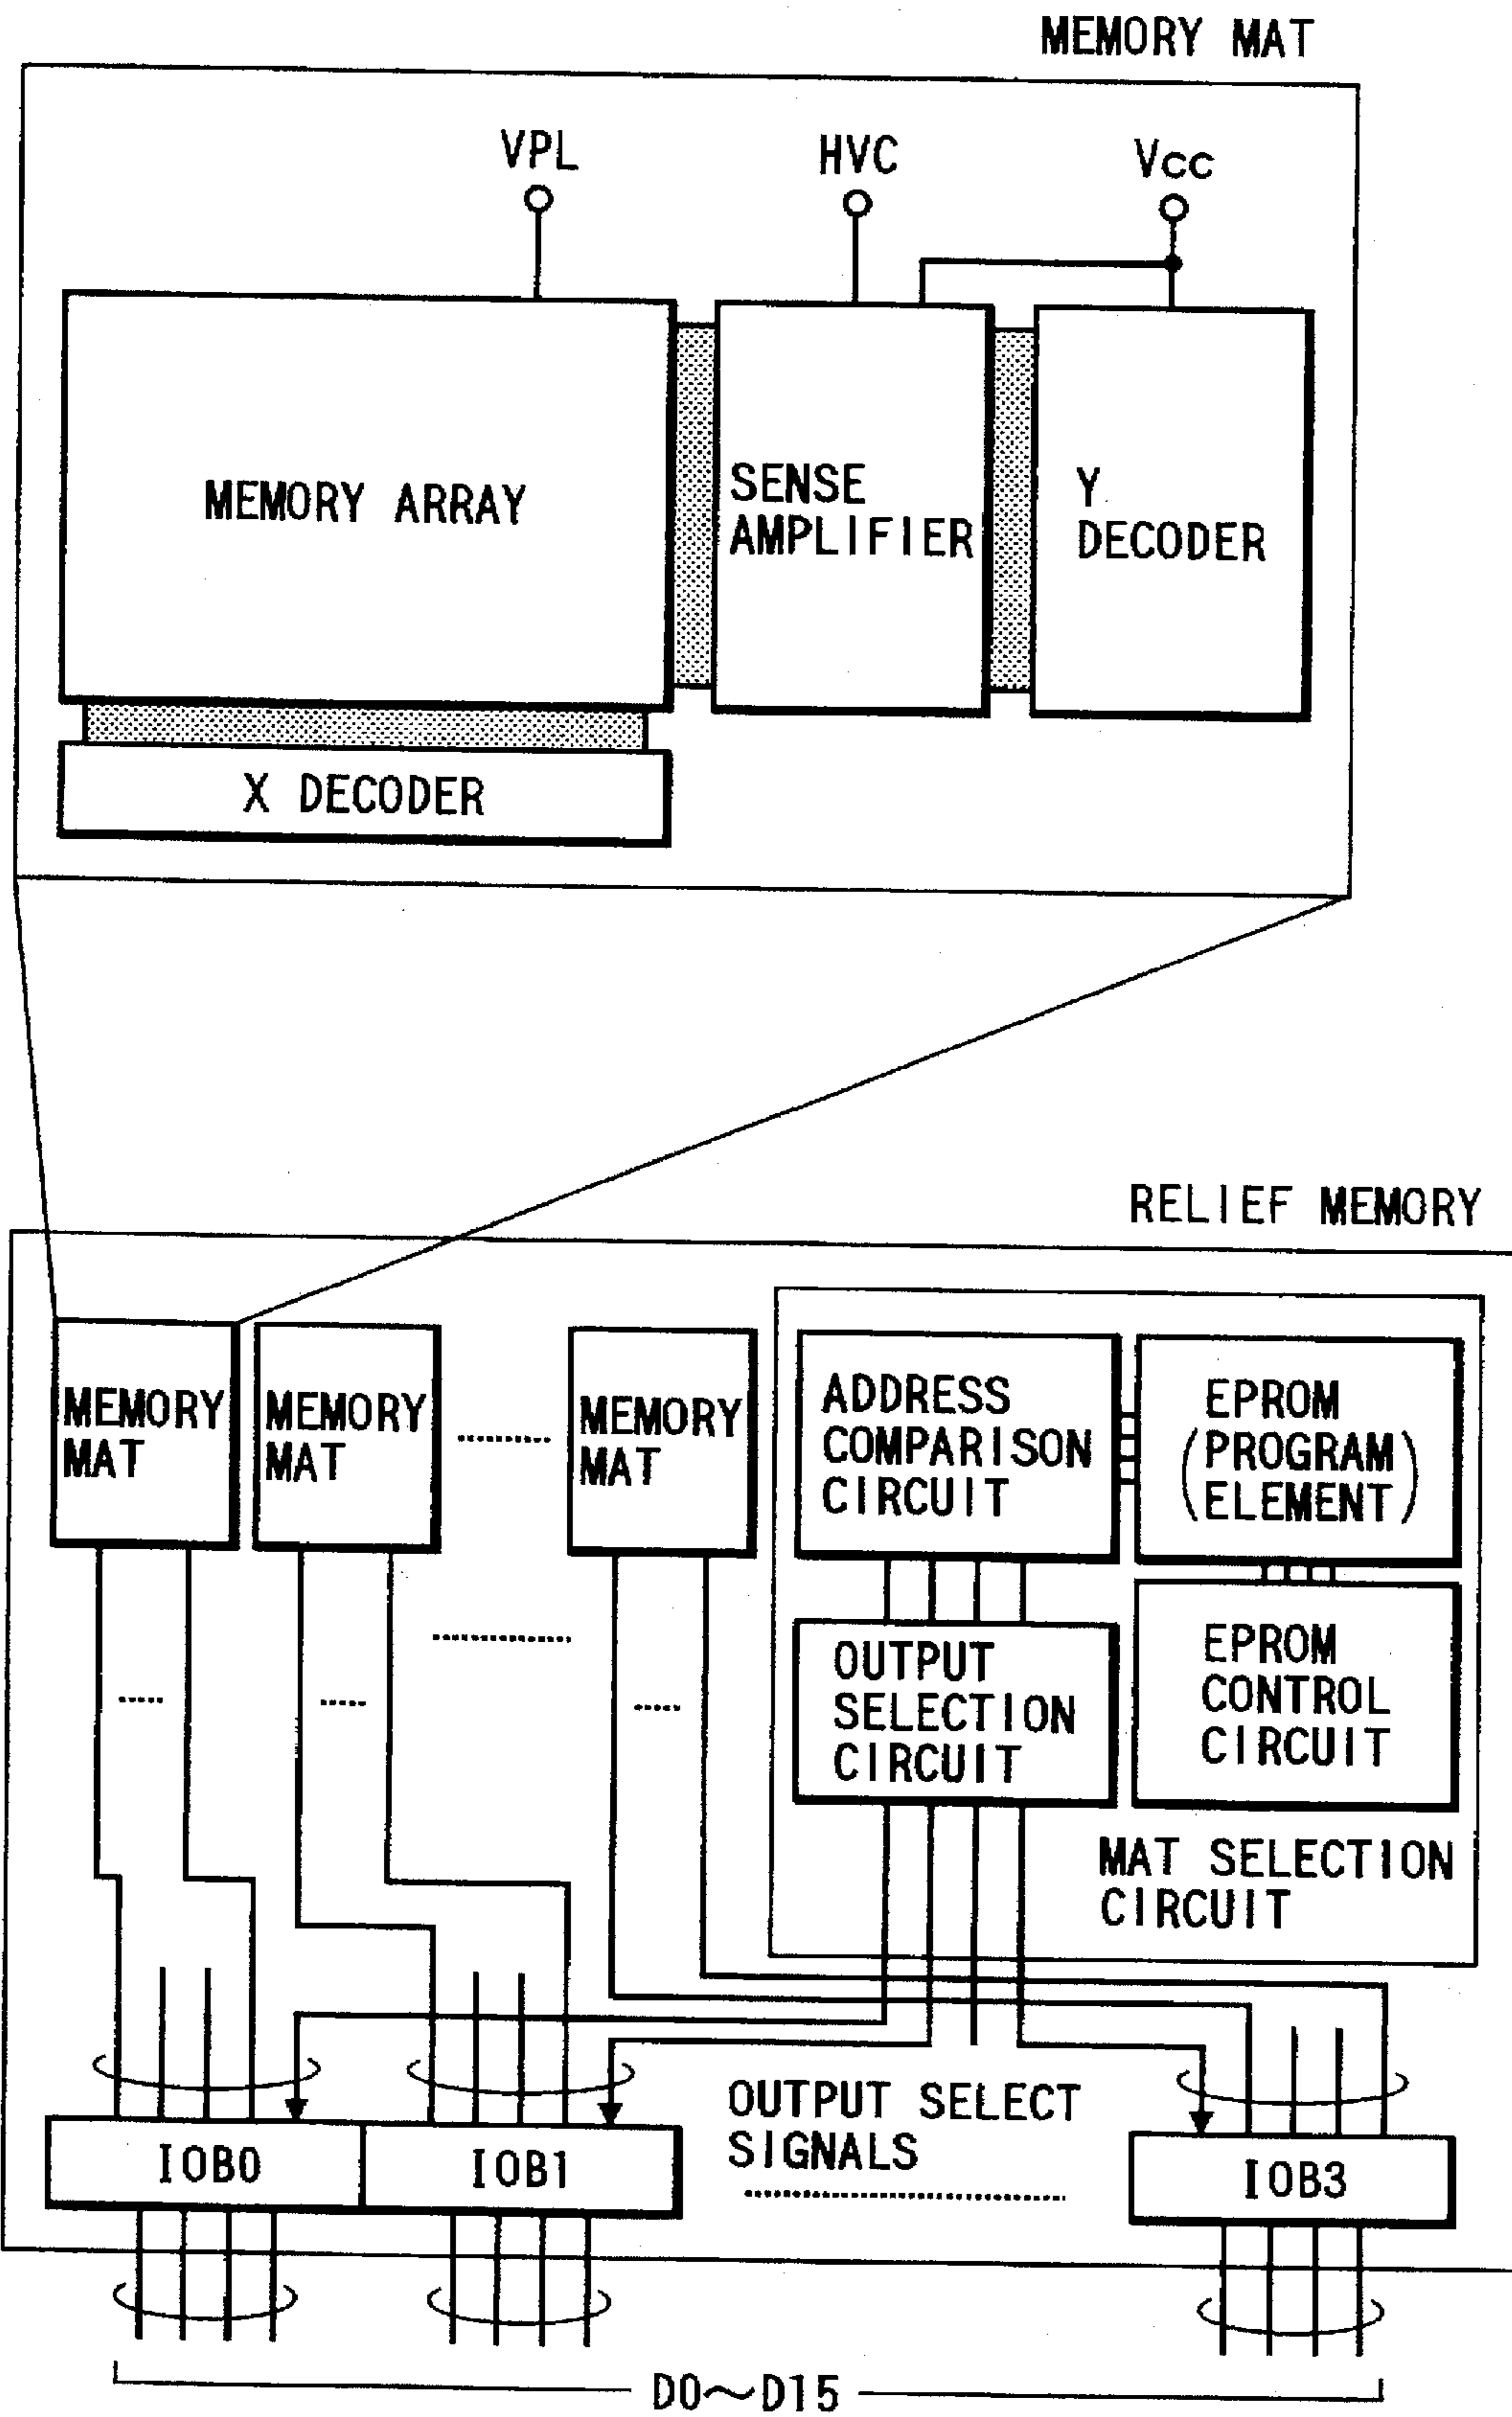 MEMORY MAT
VPL
HVC
Vcc
MEMORY ARRAY
SENSE
AMPLIFIER
Y
DECODER
X DECODER
RELIEF MEMORY
MEMORY
MAT
MEMORY
MAT
MEMORY
MAT
ADDRESS
COMPARISON
CIRCUIT
EPROM
(PROGRAM
ELEMENT)
OUTPUT
SELECTION
CIRCUIT
EPROM
CONTROL
CIRCUIT
MAT SELECTION
CIRCUIT
OUTPUT SELECT
SIGNALS
IOB0
IOB1
IOB3
D0～D15